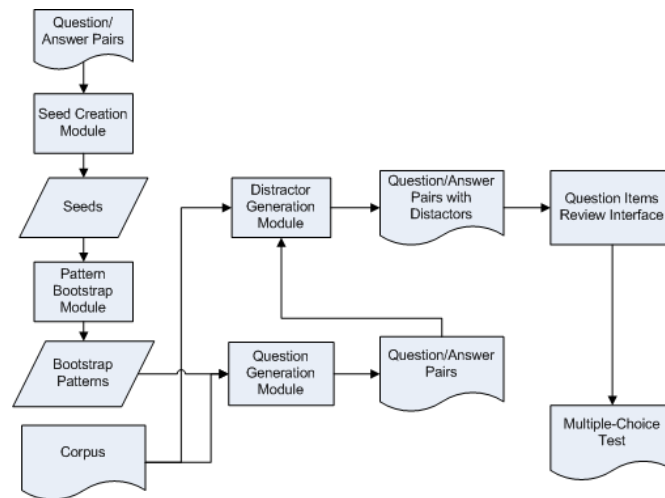 Question/
Answer Pairs
Seed Creation
Module
Seeds
Pattern
Bootstrap
Module
Bootstrap
Patterns
Corpus
Distractor
Generation
Module
Question/Answer
Pairs with
Distactors
Question Items
Review Interface
Question
Generation
Module
Question/Answer
Pairs
Multiple-Choice
Test